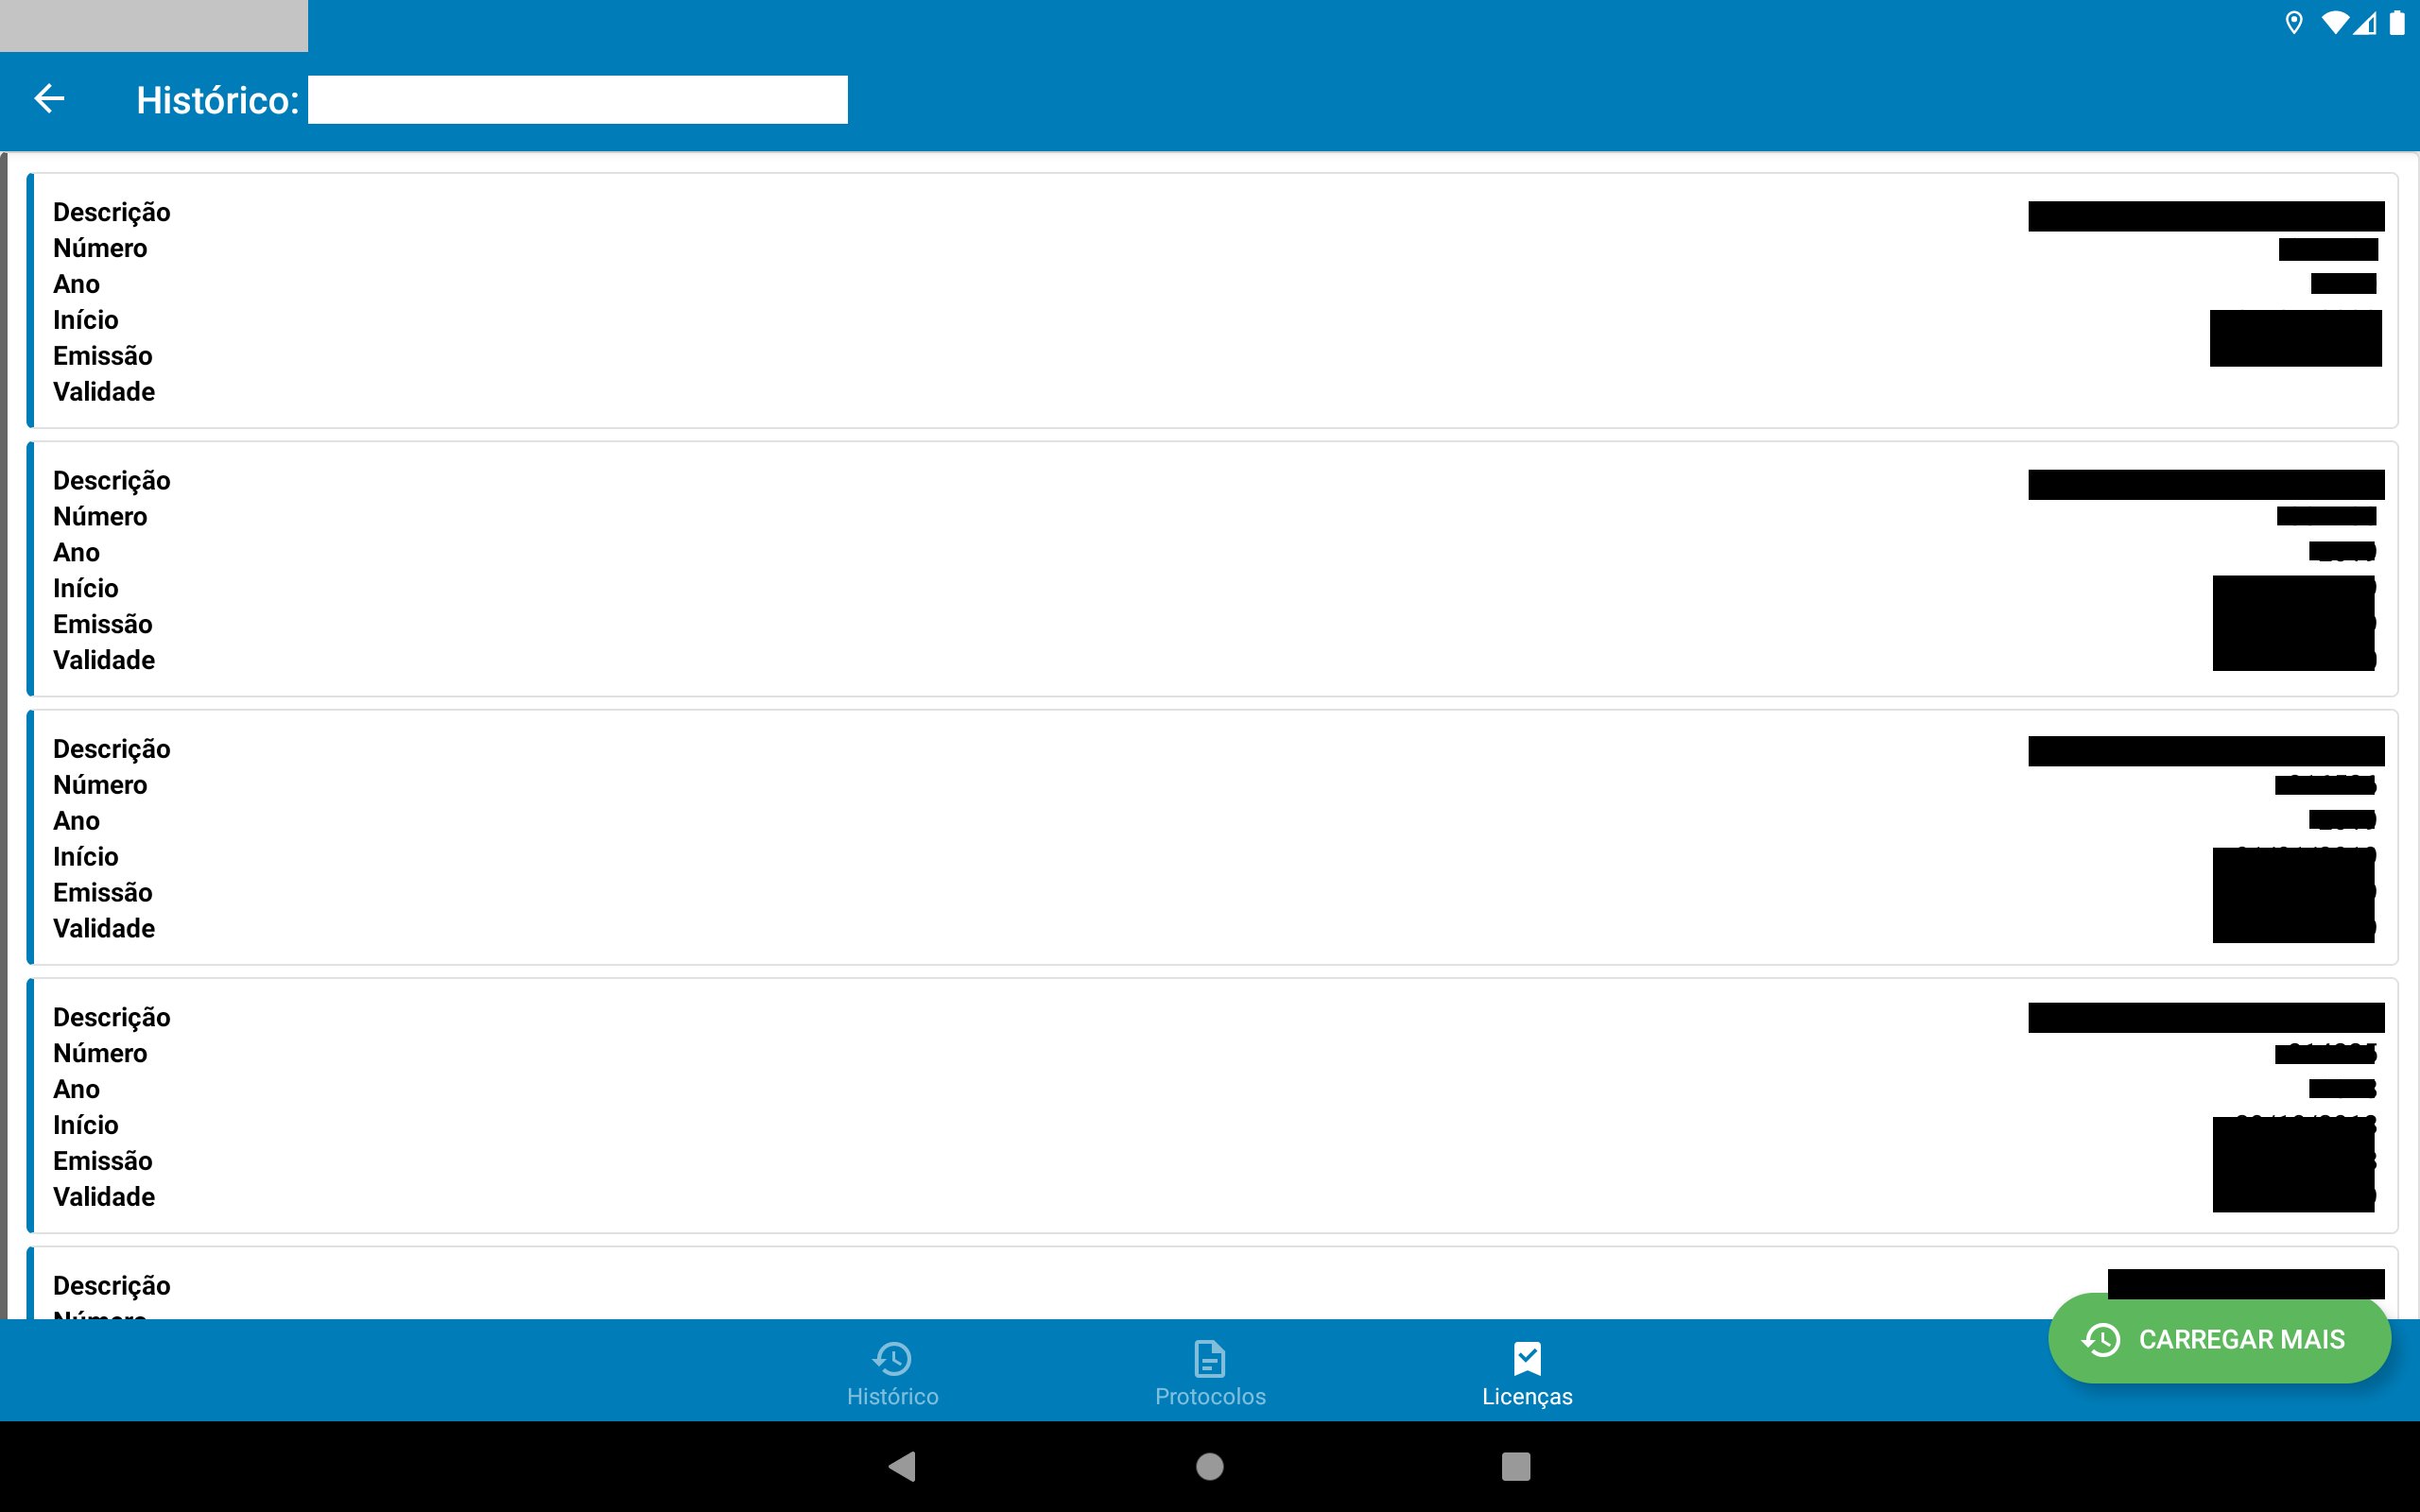 Histórico:
Descrição
Número
Ano
Início
Emissão
Validade
Descrição
Número
Ano
Início
Emissão
Validade
Descrição
Número
Ano
Início
Emissão
Validade
Descrição
Número
Ano
Início
Emissão
Validade
Descrição
Número
CARREGAR MAIS
Histórico
Protocolos
Licenças